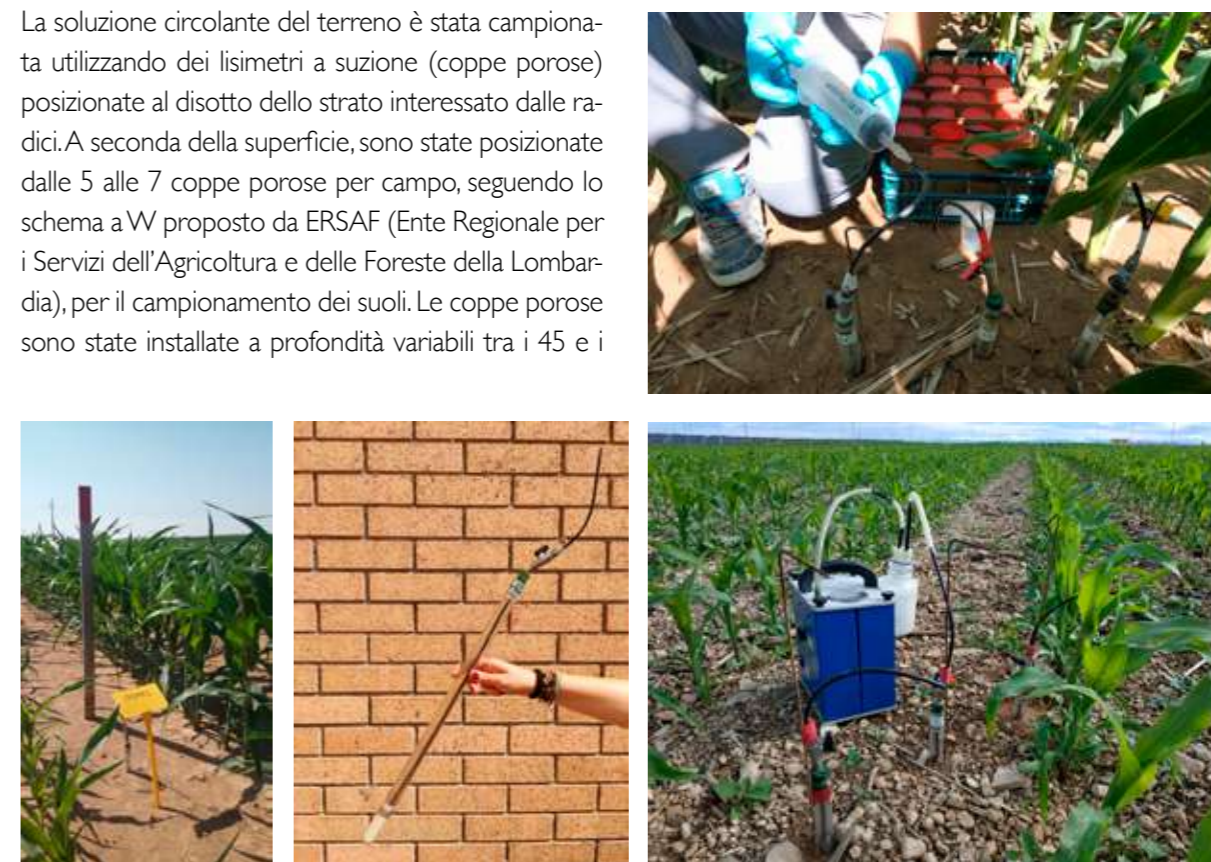 La soluzione circolante del terreno è stata campiona-
ta utilizzando dei lisimetri a suzione (coppe porose)
posizionate al disotto dello strato interessato dalle ra-
dici. A seconda della superficie, sono state posizionate
dalle 5 alle 7 coppe porose per campo, seguendo lo
schema a W proposto da ERSAF (Ente Regionale per
i Servizi dell'Agricoltura e delle Foreste della Lombar-
dia), per il campionamento dei suoli. Le coppe porose
sono state installate a profondità variabili tra i 45 e i